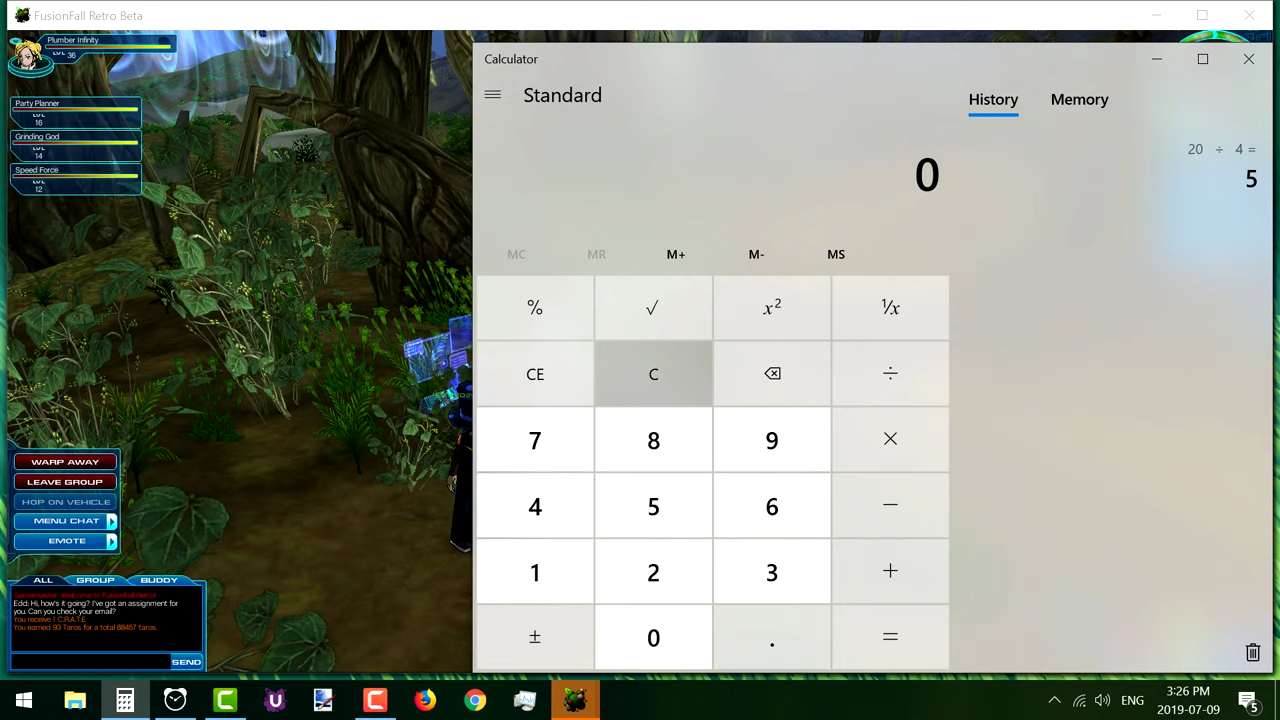 FusionFall Retro Beta
Plumber Infinity
LVL
36
Party Planner
LVL
16
Grinding God
LVL
14
Speed Force
LVL
12
WARP AWAY
LEAVE GROUP
HOP ON VEHICLE
MENU CHAT
EMOTE
ALL GROUP BUDDY
Edd: Hi, how's it going? I've got an assignment for
you. Can you check your email?
You receive 1 C.R.A.T.E
You earned 93 Taros for a total 88457 taros.
SEND
Calculator
Standard
History Memory
20 ÷ 4 =
5
0
MC MR M+ M- MS
% √ x² ¹/x
CE C ÷
7 8 9 ×
4 5 6 −
1 2 3 +
± 0 . =
ENG
3:26 PM
2019-07-09
5